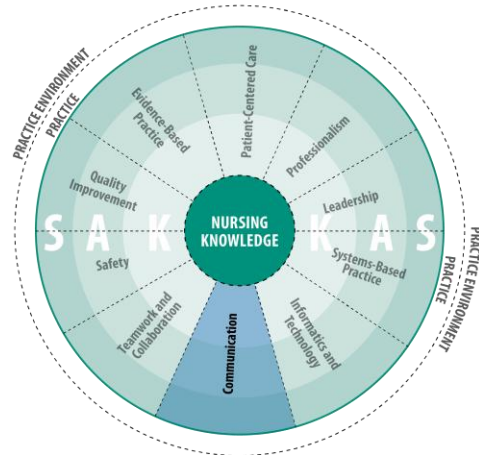 PRACTICE ENVIRONMENT
PRACTICE
Evidence-Based
Practice
Patient-Centered Care
Professionalism
Quality
Improvement
Leadership
S A K
NURSING
KNOWLEDGE
K A S
Safety
Systems-Based
Practice
Teamwork and
Collaboration
Communication
Informatics and
Technology
PRACTICE
PRACTICE ENVIRONMENT